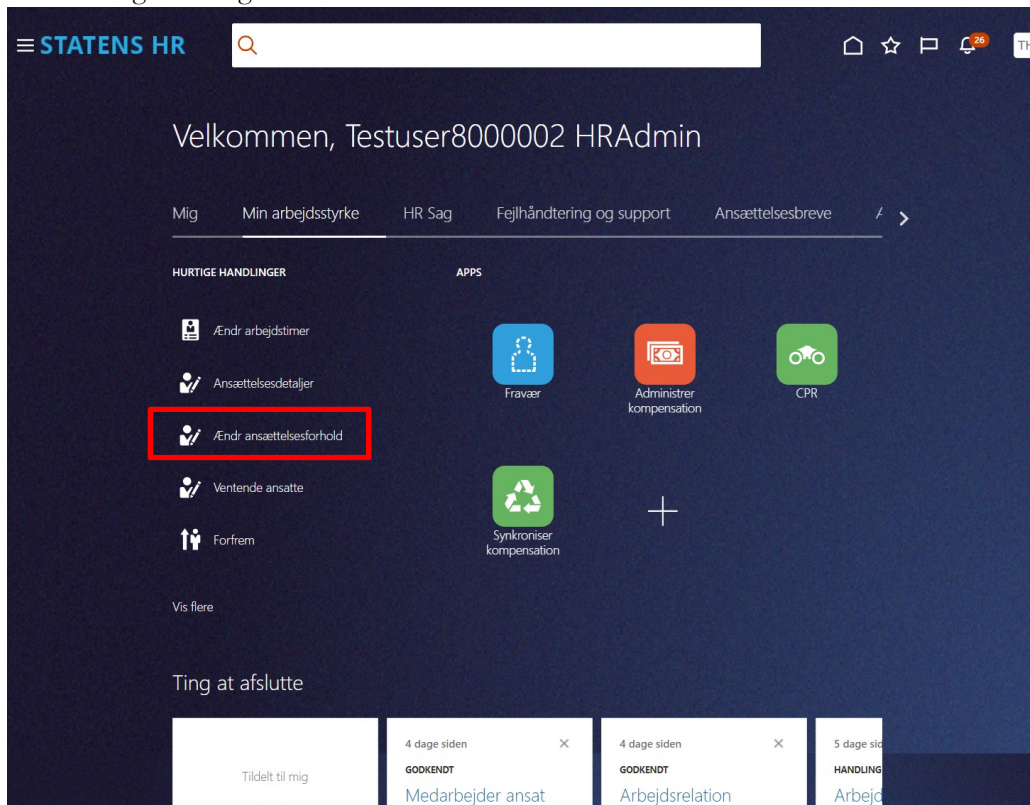 STATENS HR
26
TH
Velkommen, Testuser8000002 HRAdmin
Mig Min arbejdsstyrke HR Sag Fejlhåndtering og support Ansættelsesbreve
HURTIGE HANDLINGER APPS
Ændr arbejdstimer
Ansættelsesdetaljer
Fravær Administrer kompensation CPR
Ændr ansættelsesforhold
Ventende ansatte
Forfrem
Synkroniser
kompensation
Vis flere
Ting at afslutte
4 dage siden 4 dage siden 5 dage sid
Tildelt til mig
GODKENDT GODKENDT HANDLING
Medarbejder ansat Arbejdsrelation Arbejd